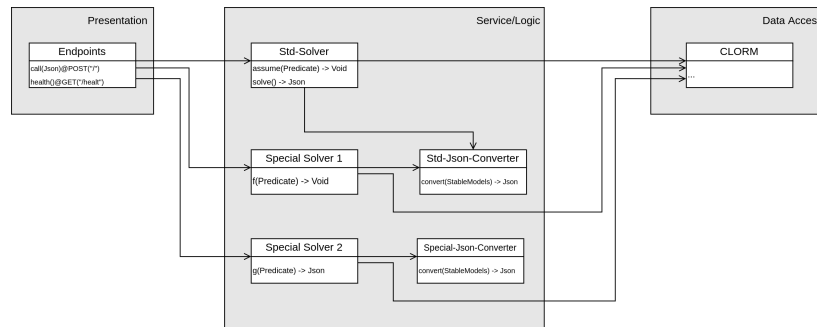 Presentation
Endpoints
call(Json)@POST("/")
health()@GET("/healt")
Service/Logic
Std-Solver
assume(Predicate) -> Void
solve() -> Json
Special Solver 1
f(Predicate) -> Void
Std-Json-Converter
convert(StableModels) -> Json
Special Solver 2
g(Predicate) -> Json
Special-Json-Converter
convert(StableModels) -> Json
Data Acces
CLORM
...